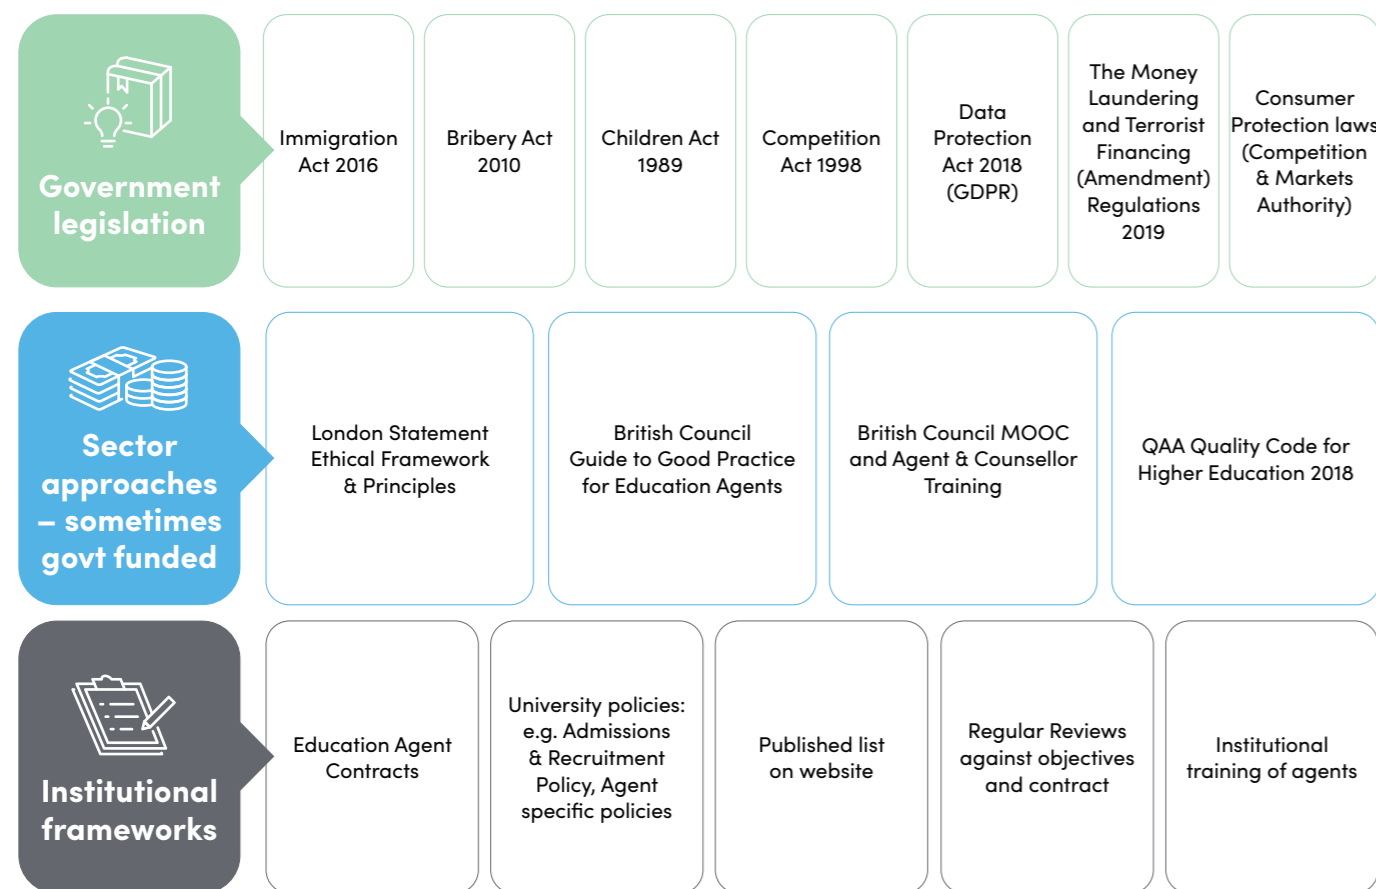 Government
legislation
Immigration
Act 2016
Bribery Act
2010
Children Act
1989
Competition
Act 1998
Data
Protection
Act 2018
(GDPR)
The Money
Laundering
and Terrorist
Financing
(Amendment)
Regulations
2019
Consumer
Protection laws
(Competition
& Markets
Authority)
Sector
approaches
– sometimes
govt funded
London Statement
Ethical Framework
& Principles
British Council
Guide to Good Practice
for Education Agents
British Council MOOC
and Agent & Counsellor
Training
QAA Quality Code for
Higher Education 2018
Institutional
frameworks
Education Agent
Contracts
University policies:
e.g. Admissions
& Recruitment
Policy, Agent
specific policies
Published list
on website
Regular Reviews
against objectives
and contract
Institutional
training of agents